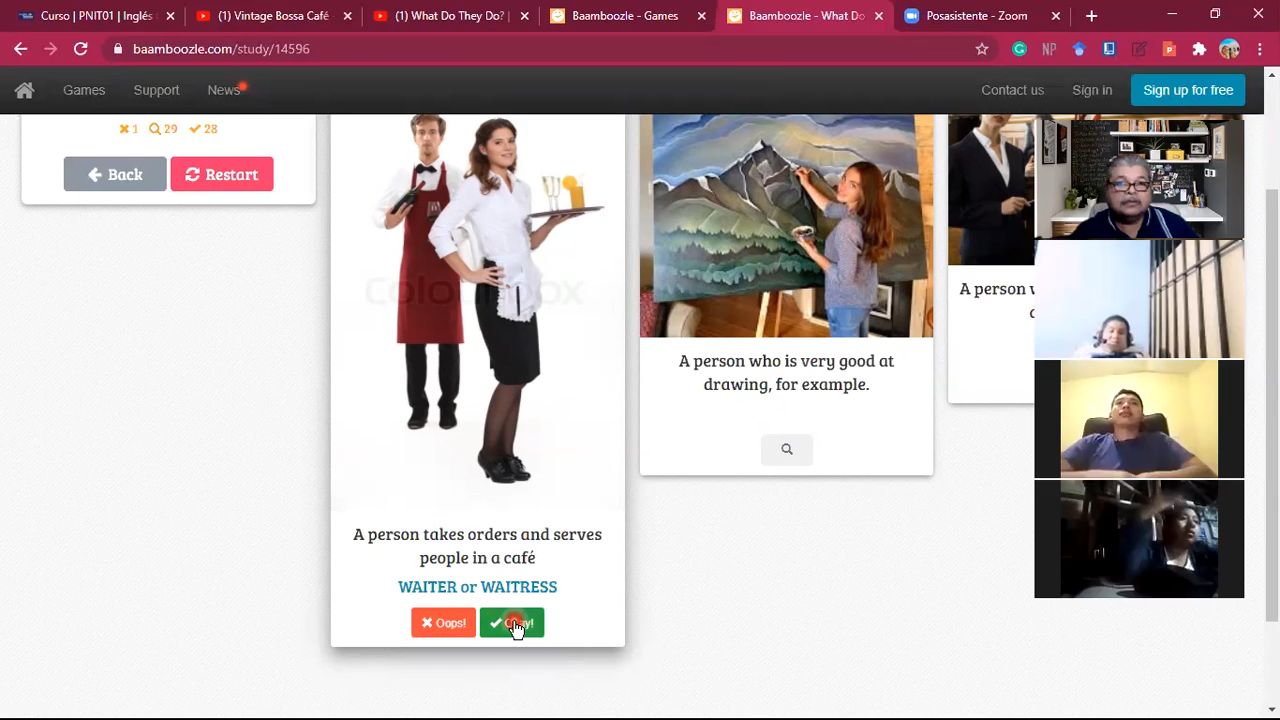 Curso | PNIT01 | Inglés
(1) Vintage Bossa Café
(1) What Do They Do?
Baamboozle - Games
Baamboozle - What Do
Posasistente - Zoom
baamboozle.com/study/14596
NP
Games
Support
News
Contact us
Sign in
Sign up for free
1
29
28
Back
Restart
A person takes orders and serves
people in a café
WAITER or WAITRESS
Oops!
A person who is very good at
drawing, for example.
A person